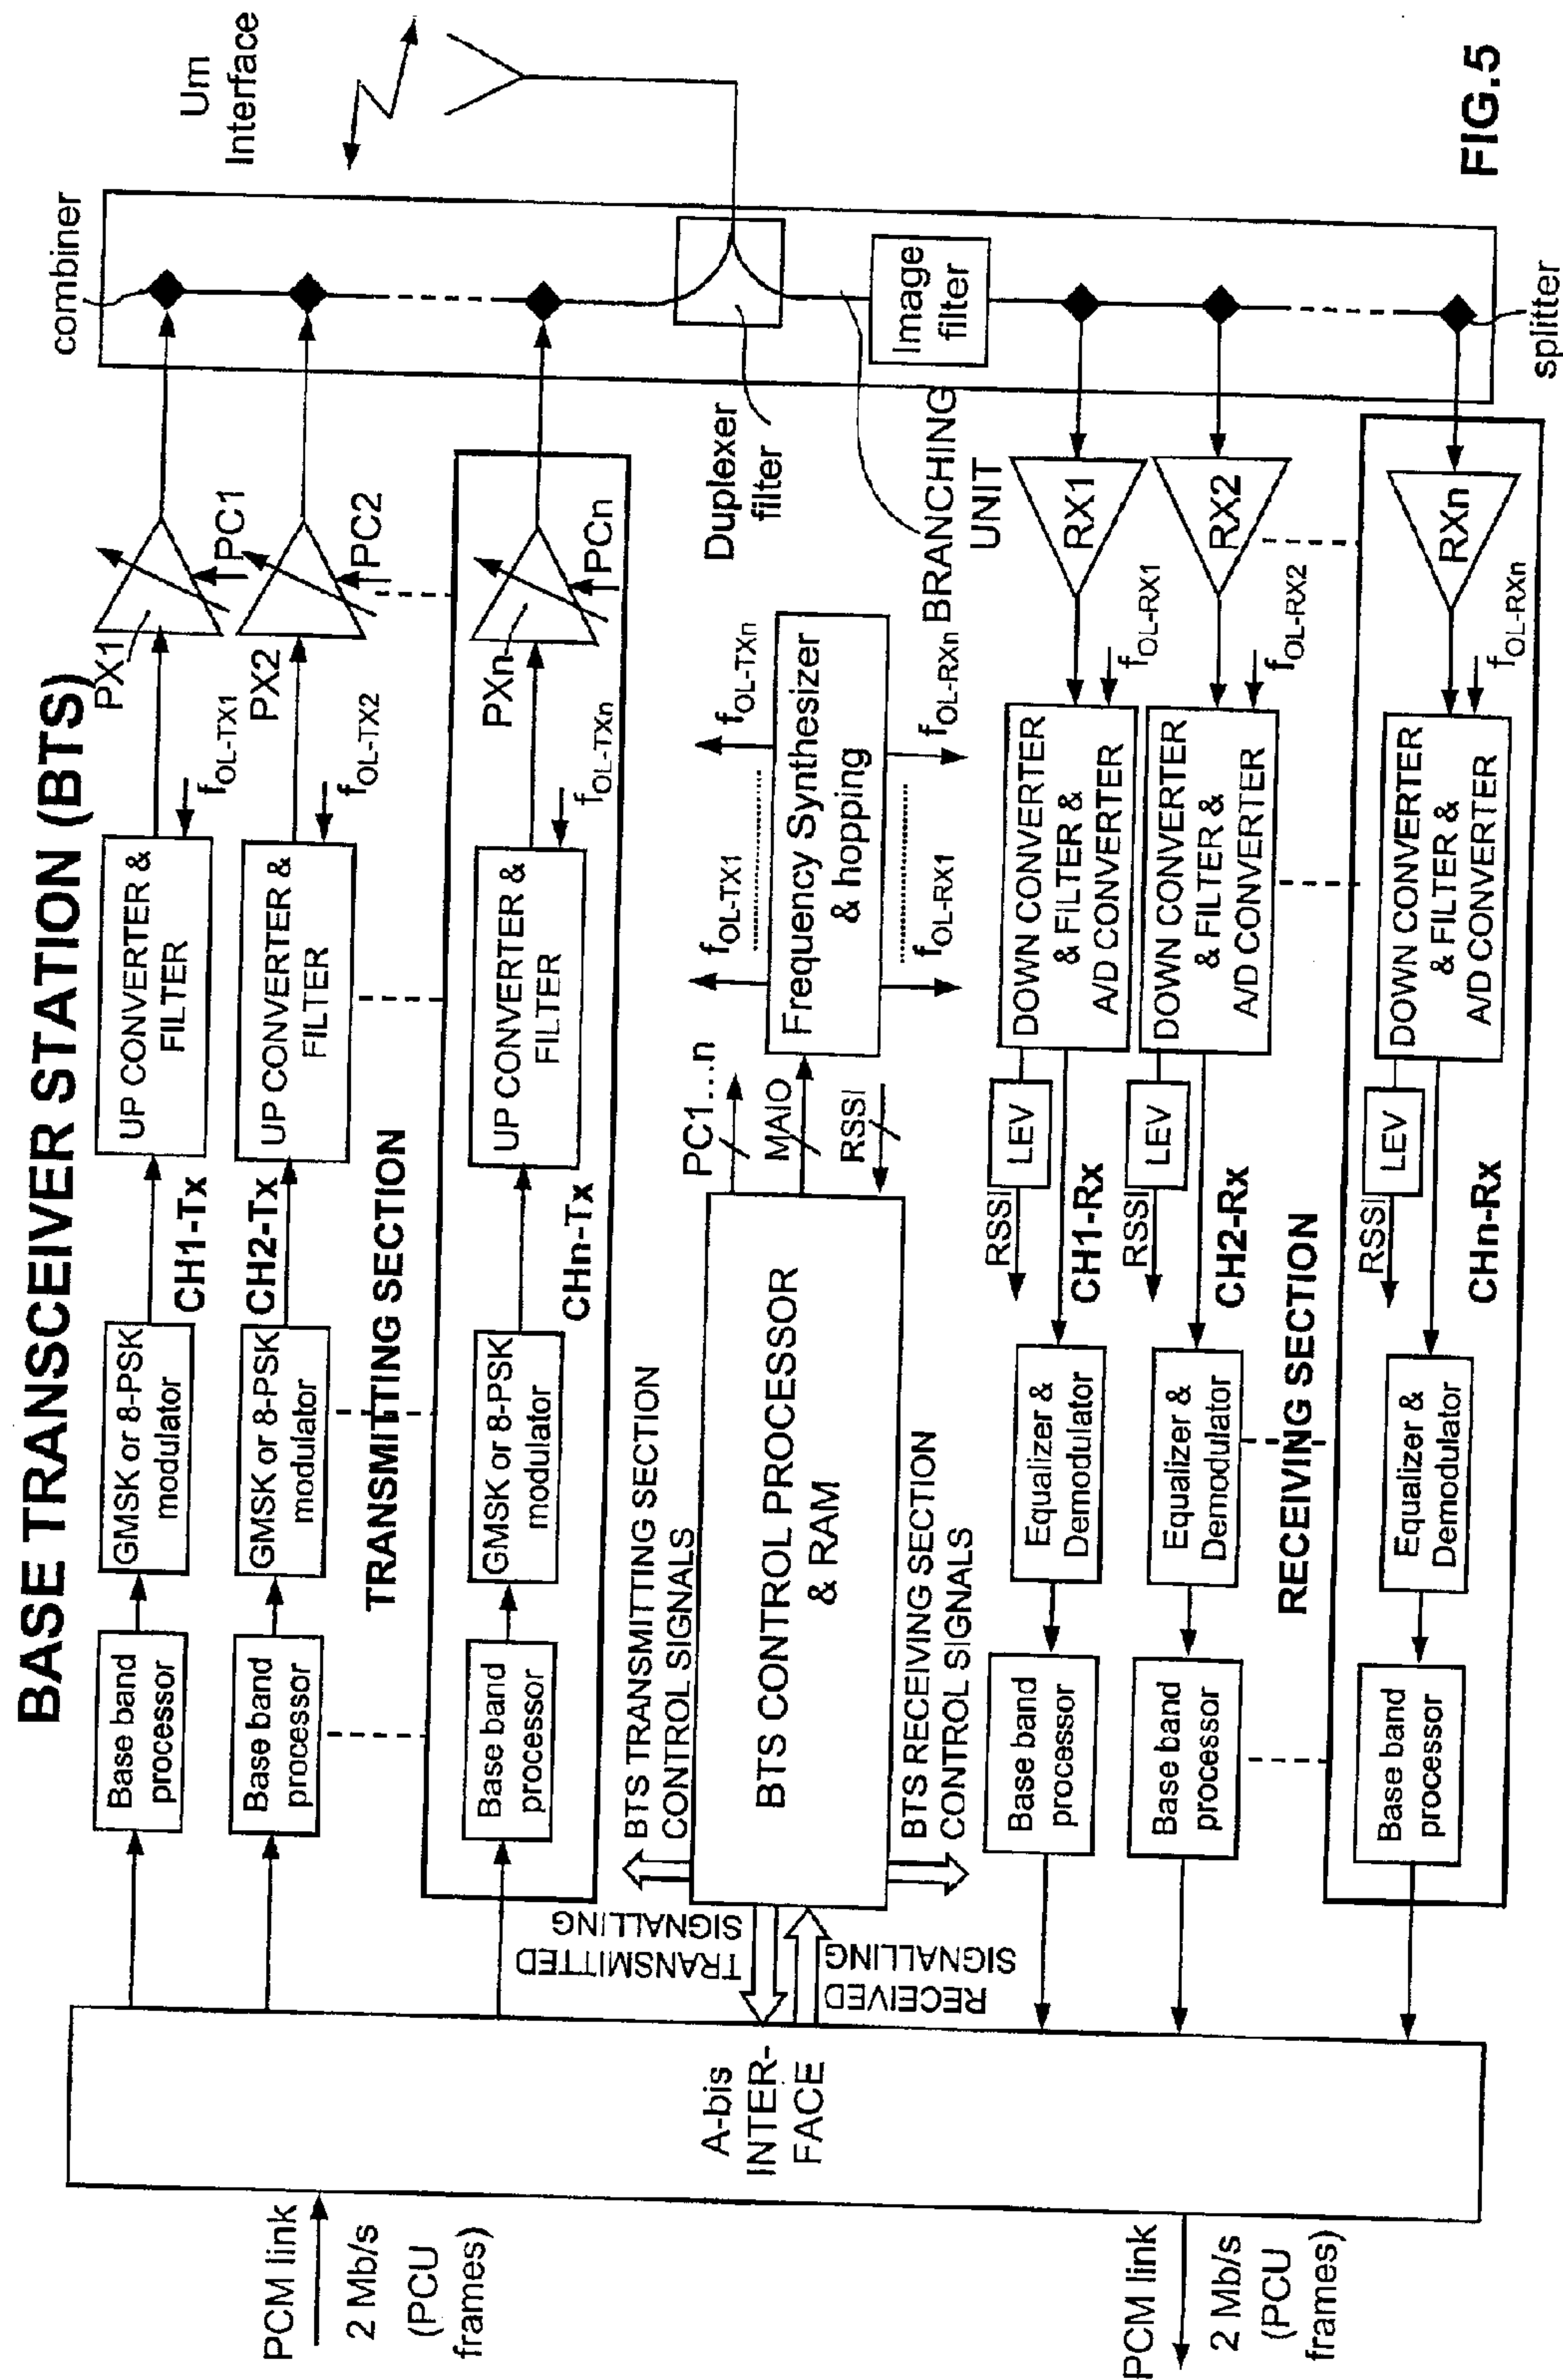 BASE TRANSCEIVER STATION (BTS)
Um
Interface
combiner
PX1
PC1
Base band
processor
GMSK or 8-PSK
modulator
CH1-Tx
UP CONVERTER &
FILTER
fOL-TX1
PX2
PC2
Base band
processor
GMSK or 8-PSK
modulator
CH2-Tx
UP CONVERTER &
FILTER
fOL-TX2
TRANSMITTING SECTION
Base band
processor
GMSK or 8-PSK
modulator
CHn-Tx
UP CONVERTER &
FILTER
fOL-TXn
PXn
PCn
PCM link
2 Mb/s
(PCU
frames)
A-bis
INTER-
FACE
TRANSMITTED
SIGNALLING
RECEIVED
SIGNALLING
BTS TRANSMITTING SECTION
CONTROL SIGNALS
BTS CONTROL PROCESSOR
& RAM
BTS RECEIVING SECTION
CONTROL SIGNALS
PC1...n
MAIO
RSSI
fOL-TX1
fOL-TXn
Frequency Synthesizer
& hopping
fOL-RX1
fOL-RXn
Duplexer
filter
BRANCHING
UNIT
Image
filter
Base band
processor
Equalizer &
Demodulator
RSSI
LEV
CH1-Rx
DOWN CONVERTER
& FILTER &
A/D CONVERTER
fOL-RX1
RX1
Base band
processor
Equalizer &
Demodulator
RSSI
LEV
CH2-Rx
DOWN CONVERTER
& FILTER &
A/D CONVERTER
fOL-RX2
RX2
RECEIVING SECTION
Base band
processor
Equalizer &
Demodulator
RSSI
LEV
CHn-Rx
DOWN CONVERTER
& FILTER &
A/D CONVERTER
fOL-RXn
RXn
splitter
PCM link
2 Mb/s
(PCU
frames)
FIG.5